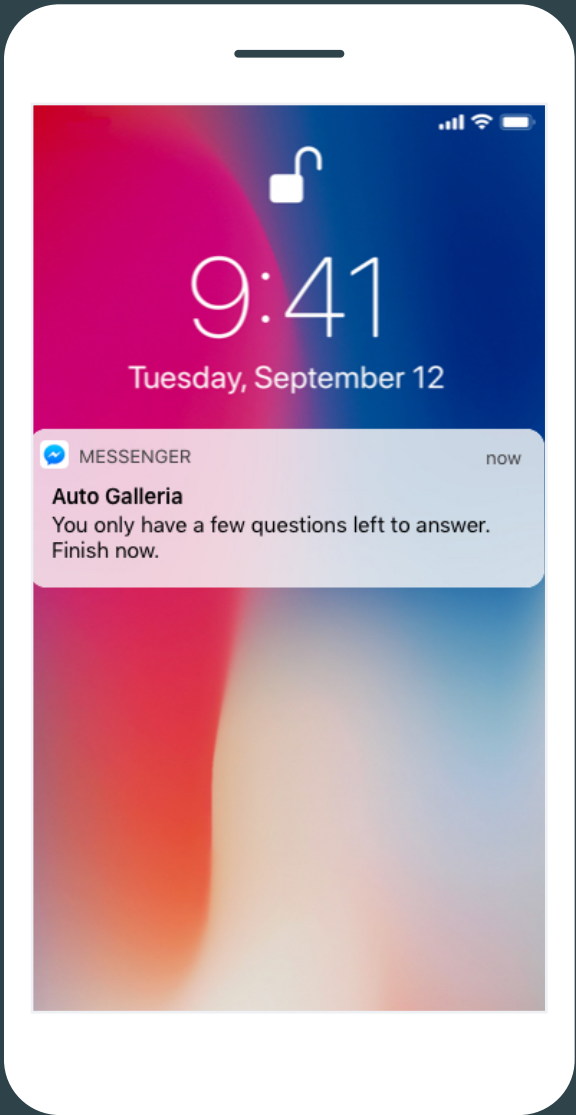 9:41
Tuesday, September 12
MESSENGER now
Auto Galleria
You only have a few questions left to answer.
Finish now.